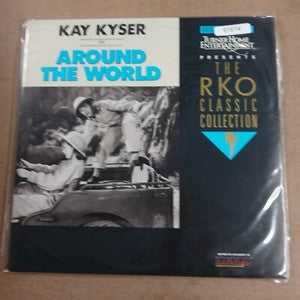 KAY KYSER
IN
AROUND
THE WORLD
TURNER HOME
ENTERTAINMENT
PRESENTS
THE
RKO
CLASSIC
COLLECTION